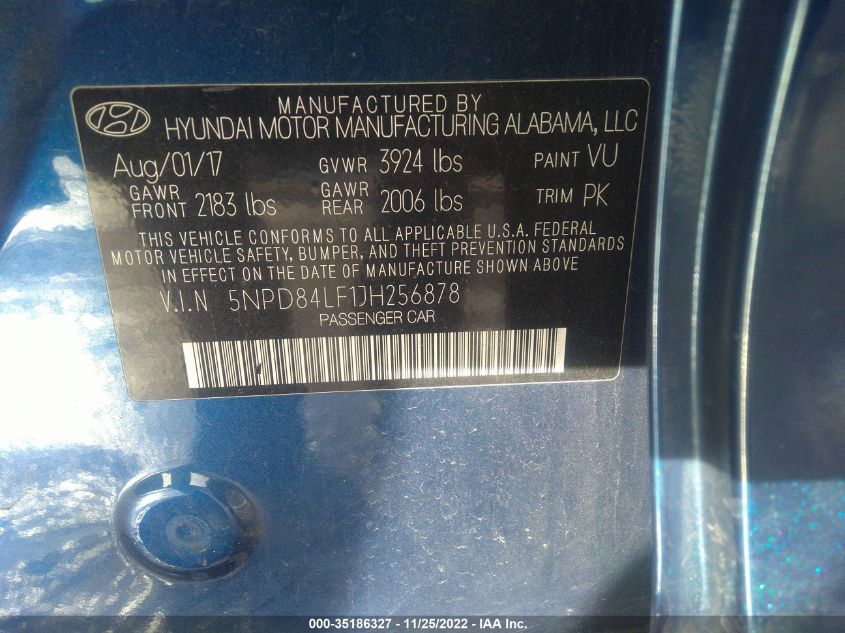 MANUFACTURED BY
HYUNDAI MOTOR MANUFACTURING ALABAMA, LLC
Aug/01/17 GVWR 3924 lbs PAINT VU
GAWR FRONT 2183 lbs GAWR REAR 2006 lbs TRIM PK
THIS VEHICLE CONFORMS TO ALL APPLICABLE U.S.A. FEDERAL
MOTOR VEHICLE SAFETY, BUMPER, AND THEFT PREVENTION STANDARDS
IN EFFECT ON THE DATE OF MANUFACTURE SHOWN ABOVE
V.I.N 5NPD84LF1JH256878
PASSENGER CAR
000-35186327 - 11/25/2022 - IAA Inc.